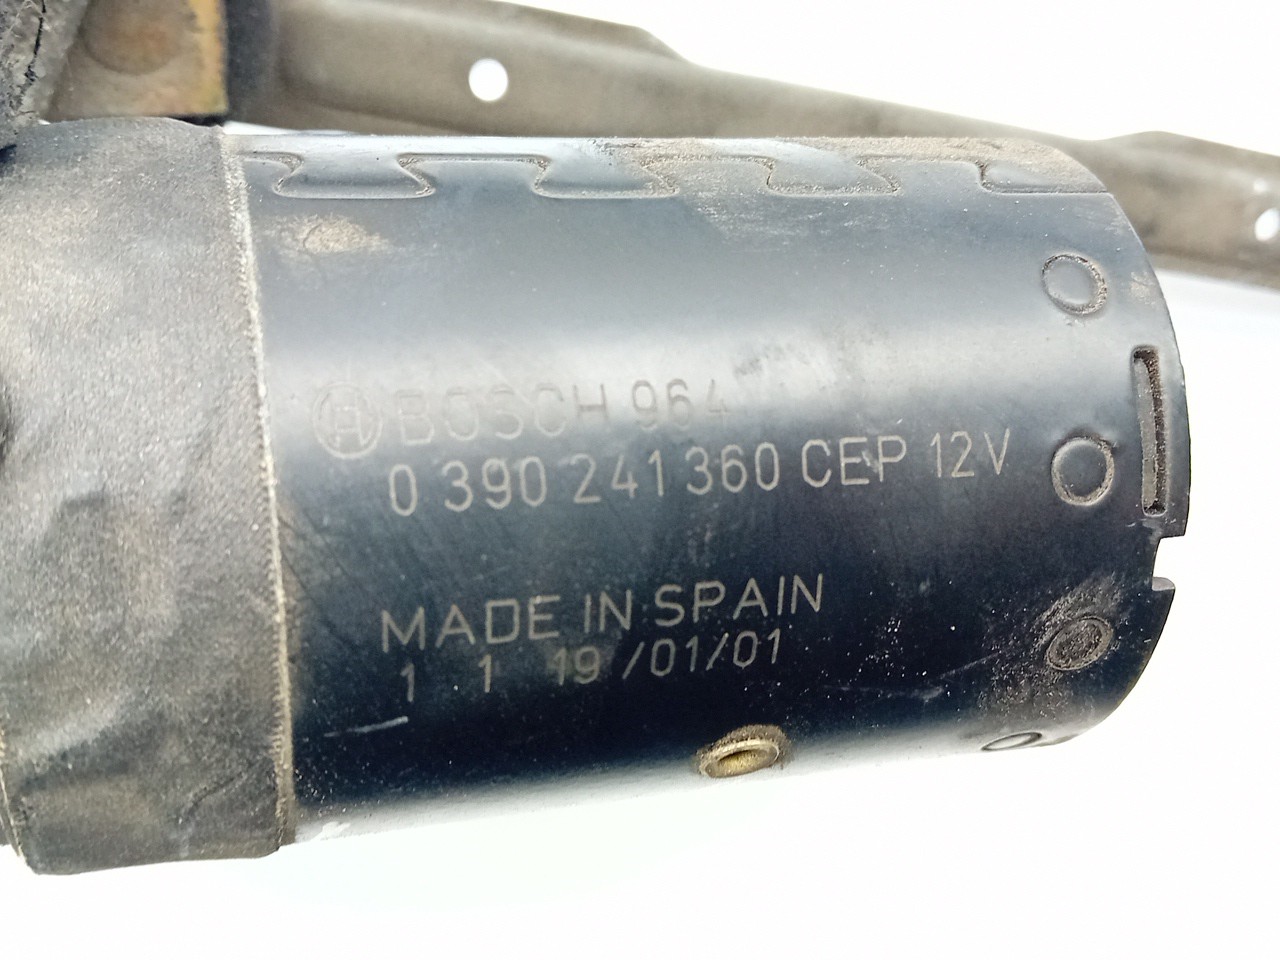 BOSCH 964
0 390 241 360 CEP 12V
MADE IN SPAIN
1 1 19/01/01